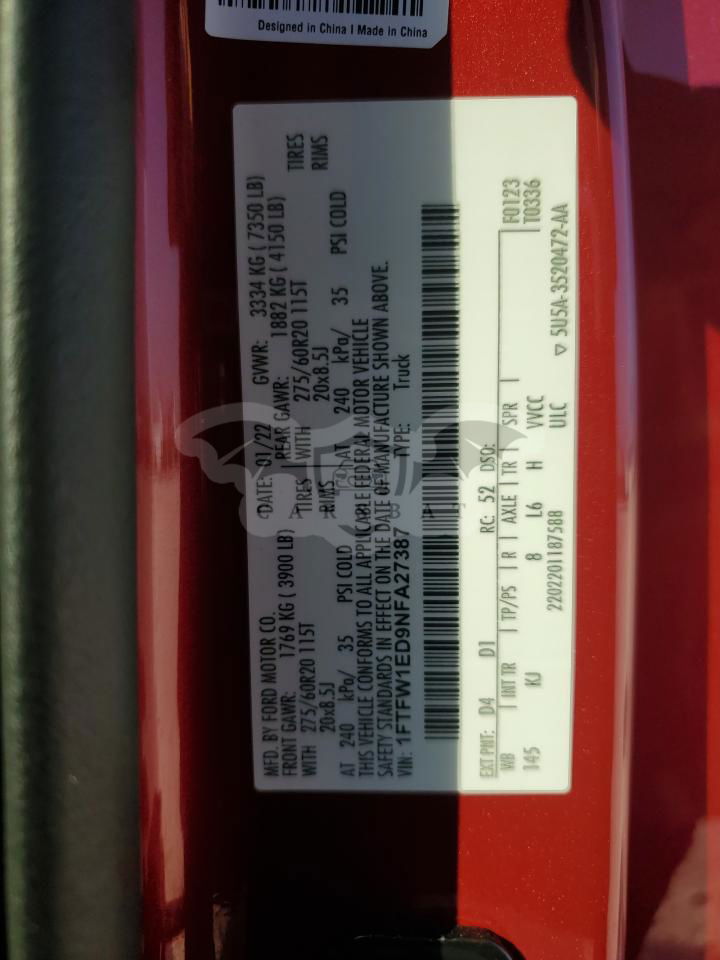 Designed in China I Made in China
MFD. BY FORD MOTOR CO.
DATE: 01/22 GVWR: 3334 KG ( 7350 LB)
FRONT GAWR: 1769 KG ( 3900 LB) REAR GAWR: 1882 KG ( 4150 LB)
WITH 275/60R20 115T TIRES WITH 275/60R20 115T TIRES
20x8.5J RIMS 20x8.5J RIMS
AT 240 kPa/ 35 PSI COLD AT 240 kPa/ 35 PSI COLD
THIS VEHICLE CONFORMS TO ALL APPLICABLE FEDERAL MOTOR VEHICLE
SAFETY STANDARDS IN EFFECT ON THE DATE OF MANUFACTURE SHOWN ABOVE.
VIN: 1FTFW1ED9NFA27387 TYPE: Truck
EXT PNT: D4 D1 RC: 52 DSO: F0123
WB INT TR TP/PS R AXLE TR SPR T0336
145 KJ 8 L6 H VVCC
2202201187588 ULC 5U5A-3520472-AA